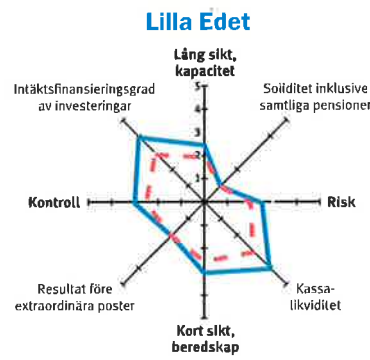 Lilla Edet
Lång sikt,
kapacitet
Intäktsfinansieringsgrad
av investeringar
Soliditet inklusive
samtliga pensioner
5
4
3
2
1
Kontroll
Risk
Resultat före
extraordinära poster
Kassa-
likviditet
Kort sikt,
beredskap